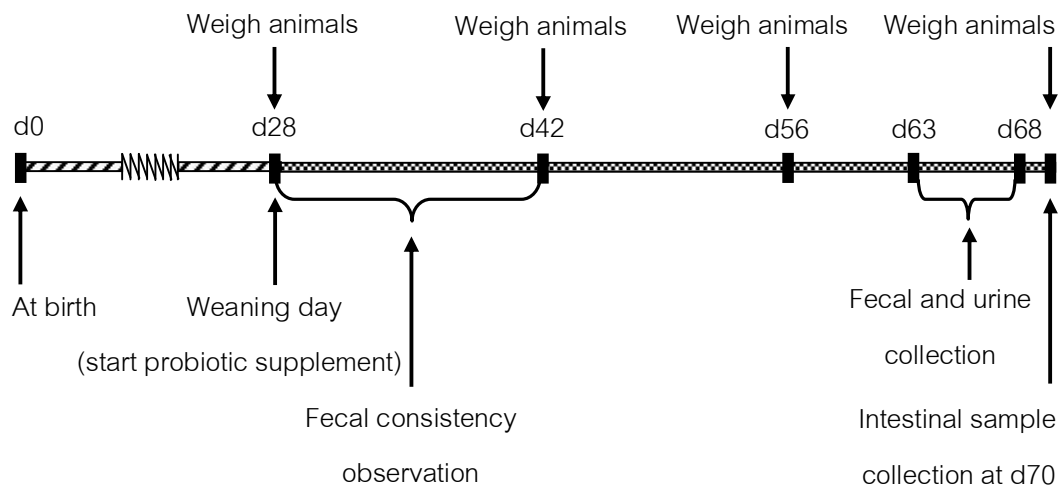 Weigh animals
Weigh animals
Weigh animals
Weigh animals
d0
d28
d42
d56
d63
d68
At birth
Weaning day
(start probiotic supplement)
Fecal consistency
observation
Fecal and urine
collection
Intestinal sample
collection at d70